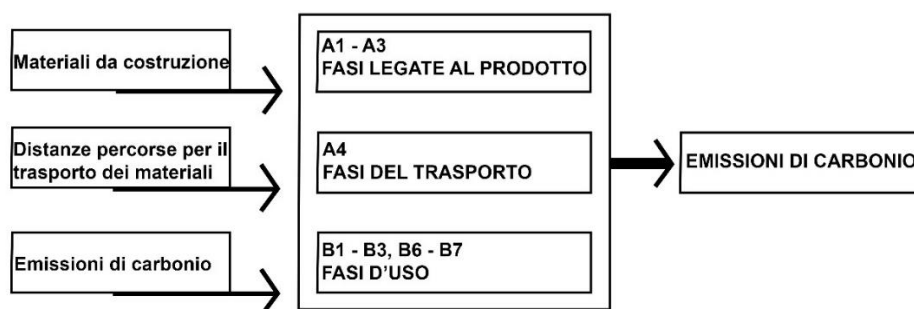 Materiali da costruzione
A1 - A3
FASI LEGATE AL PRODOTTO
Distanze percorse per il
trasporto dei materiali
A4
FASI DEL TRASPORTO
EMISSIONI DI CARBONIO
Emissioni di carbonio
B1 - B3, B6 - B7
FASI D'USO